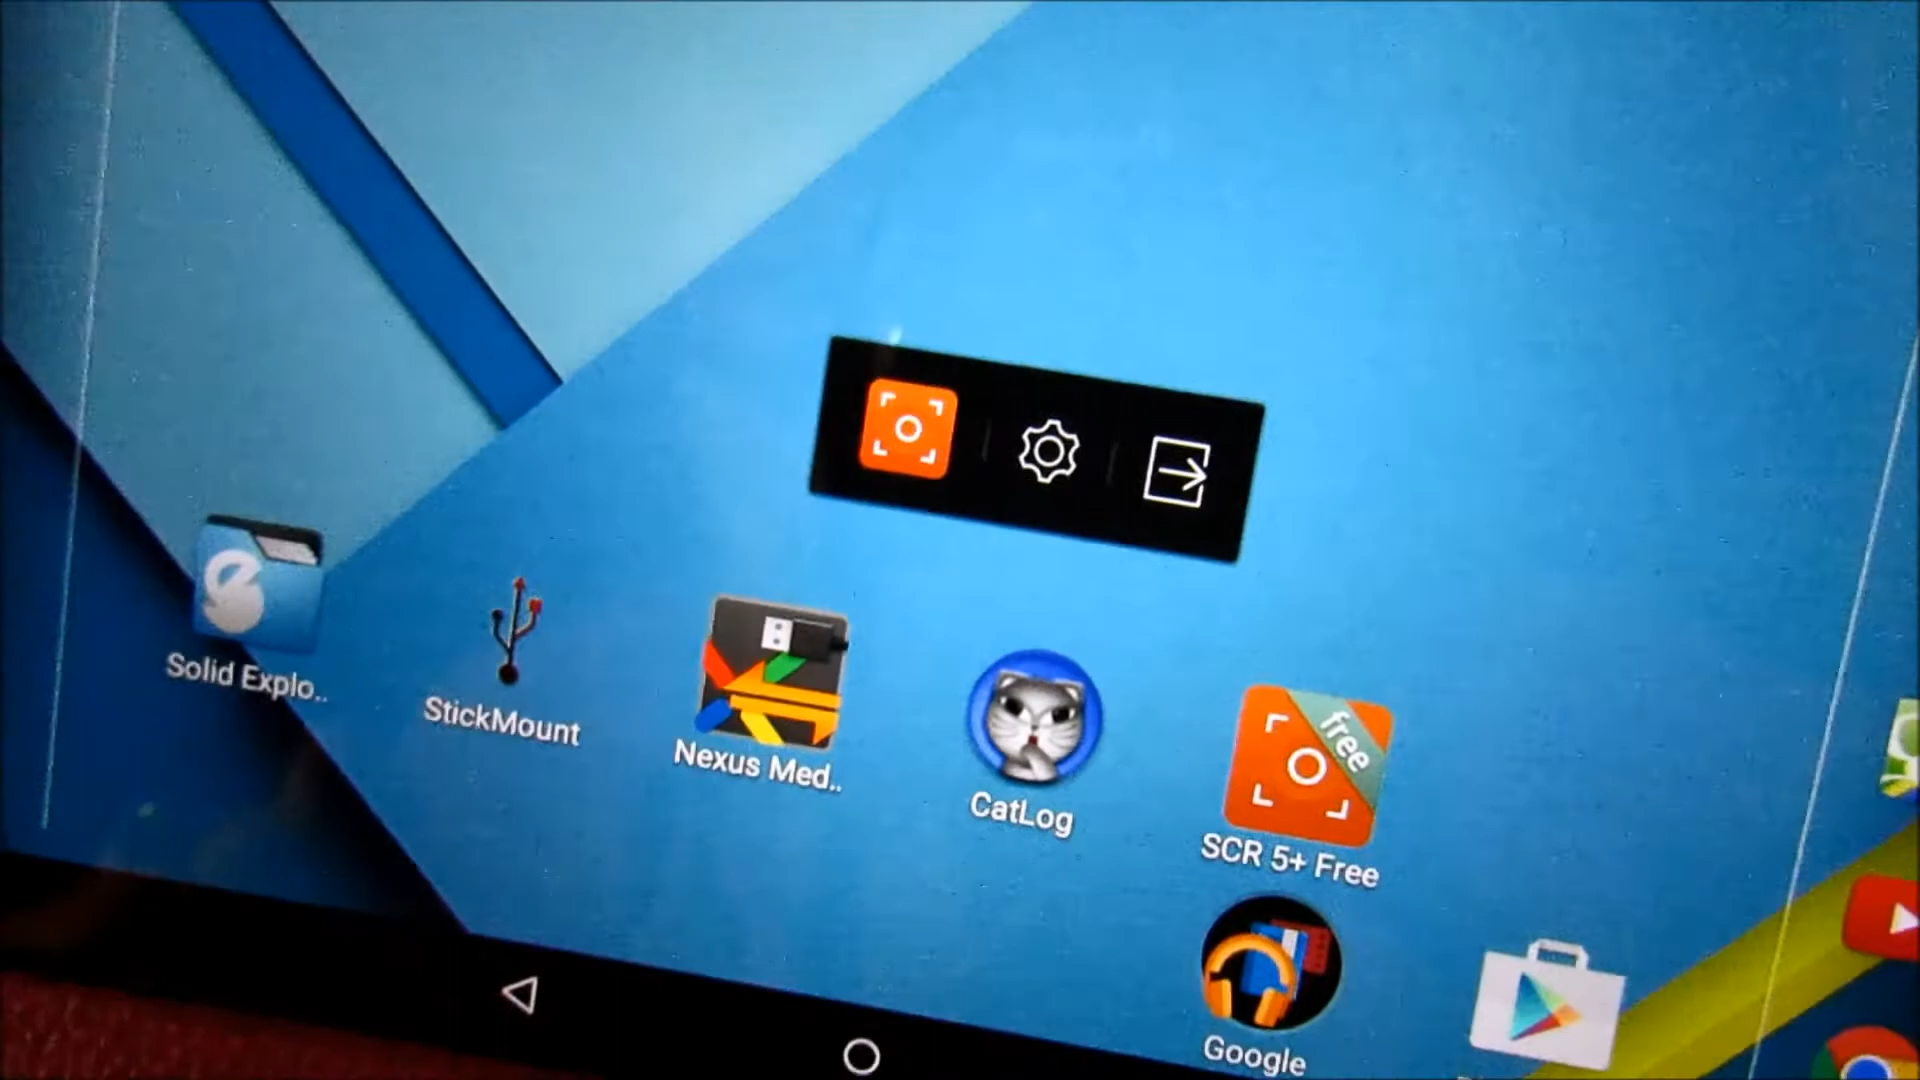 Solid Explo..
StickMount
Nexus Med..
CatLog
free
SCR 5+ Free
Google